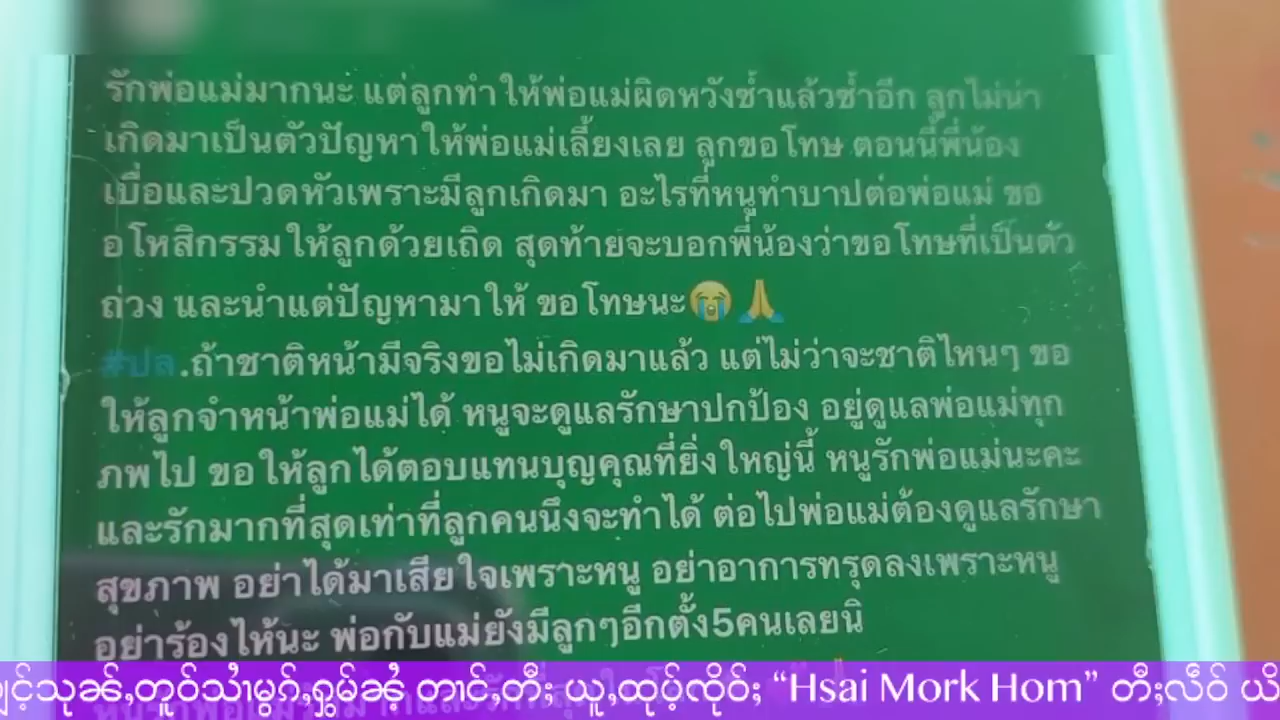 รักพ่อแม่มากนะ แต่ลูกทำให้พ่อแม่ผิดหวังซ้ำแล้วซ้ำอีก ลูกไม่น่า
เกิดมาเป็นตัวปัญหาให้พ่อแม่เลี้ยงเลย ลูกขอโทษ ตอนนี้พี่น้อง
เบื่อและปวดหัวเพราะมีลูกเกิดมา อะไรที่หนูทำบาปต่อพ่อแม่ ขอ
อโหสิกรรมให้ลูกด้วยเถิด สุดท้ายจะบอกพี่น้องว่าขอโทษที่เป็นตัว
ถ่วง และนำแต่ปัญหามาให้ ขอโทษนะ😭🙏
#ปล.ถ้าชาติหน้ามีจริงขอไม่เกิดมาแล้ว แต่ไม่ว่าจะชาติไหนๆ ขอ
ให้ลูกจำหน้าพ่อแม่ได้ หนูจะดูแลรักษาปกป้อง อยู่ดูแลพ่อแม่ทุก
ภพไป ขอให้ลูกได้ตอบแทนบุญคุณที่ยิ่งใหญ่นี้ หนูรักพ่อแม่นะคะ
และรักมากที่สุดเท่าที่ลูกคนนึงจะทำได้ ต่อไปพ่อแม่ต้องดูแลรักษา
สุขภาพ อย่าได้มาเสียใจเพราะหนู อย่าอาการทรุดลงเพราะหนู
อย่าร้องไห้นะ พ่อกับแม่ยังมีลูกๆอีกตั้ง5คนเลยนิ
တၢင်ႇတီႈ ယူႇထုပ့်ၸိူဝ်ႈ “Hsai Mork Hom” တီႈလဵဝ်